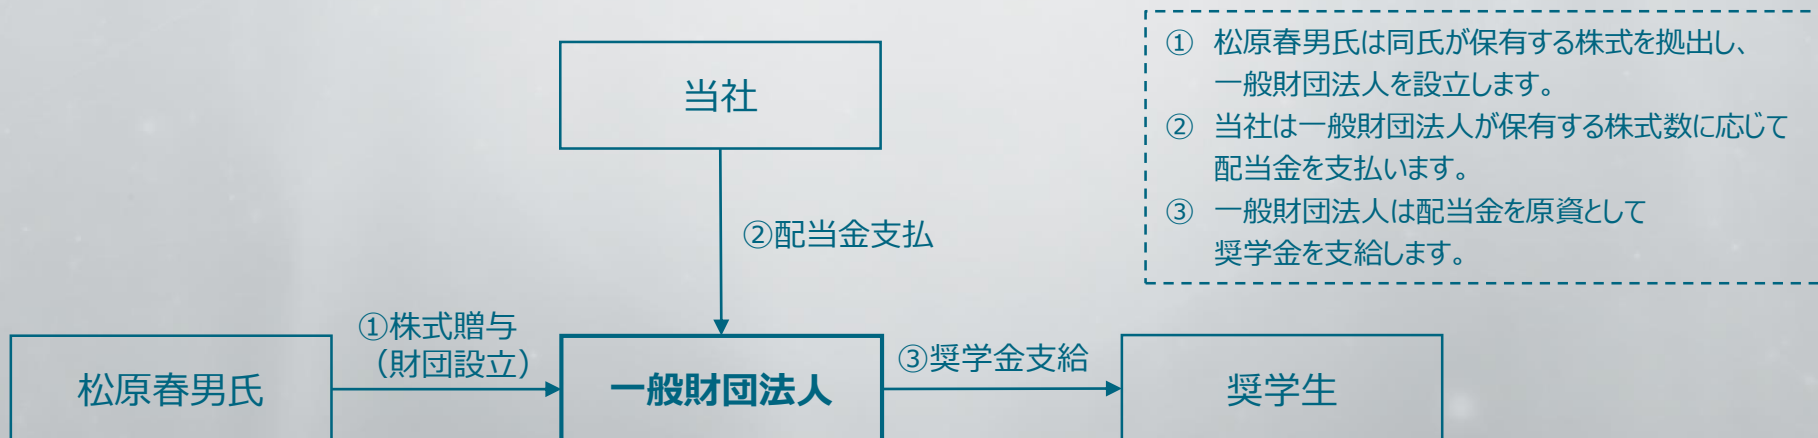 当社
① 松原春男氏は同氏が保有する株式を拠出し、
一般財団法人を設立します。
② 当社は一般財団法人が保有する株式数に応じて
配当金を支払います。
③ 一般財団法人は配当金を原資として
奨学金を支給します。
②配当金支払
①株式贈与
（財団設立）
③奨学金支給
松原春男氏
一般財団法人
奨学生